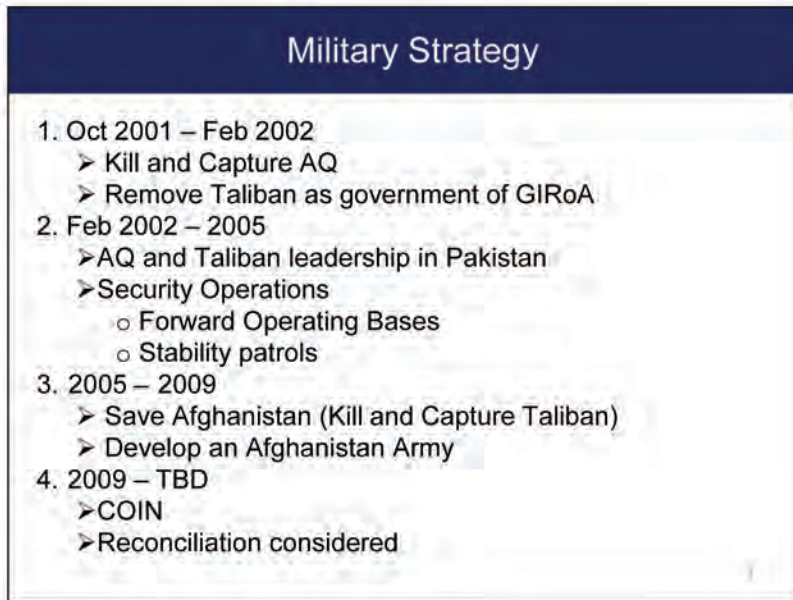 Military Strategy
1. Oct 2001 – Feb 2002
➢ Kill and Capture AQ
➢ Remove Taliban as government of GIRoA
2. Feb 2002 – 2005
➢AQ and Taliban leadership in Pakistan
➢Security Operations
o Forward Operating Bases
o Stability patrols
3. 2005 – 2009
➢ Save Afghanistan (Kill and Capture Taliban)
➢ Develop an Afghanistan Army
4. 2009 – TBD
➢COIN
➢Reconciliation considered